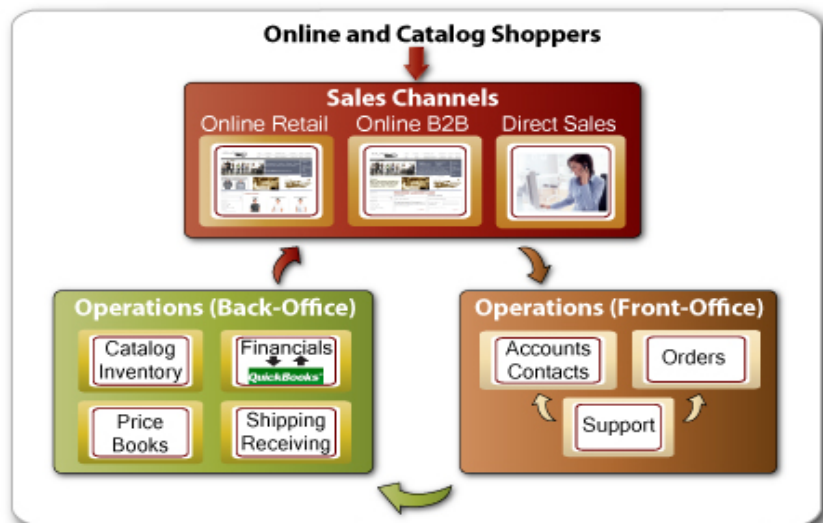 Online and Catalog Shoppers
Sales Channels
Online Retail
Online B2B
Direct Sales
Operations (Back-Office)
Catalog
Inventory
Financials
QuickBooks
Price
Books
Shipping
Receiving
Operations (Front-Office)
Accounts
Contacts
Orders
Support